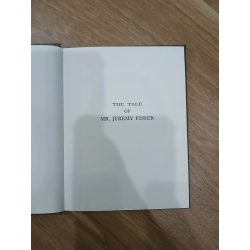 THE TALE
OF
MR. JEREMY FISHER